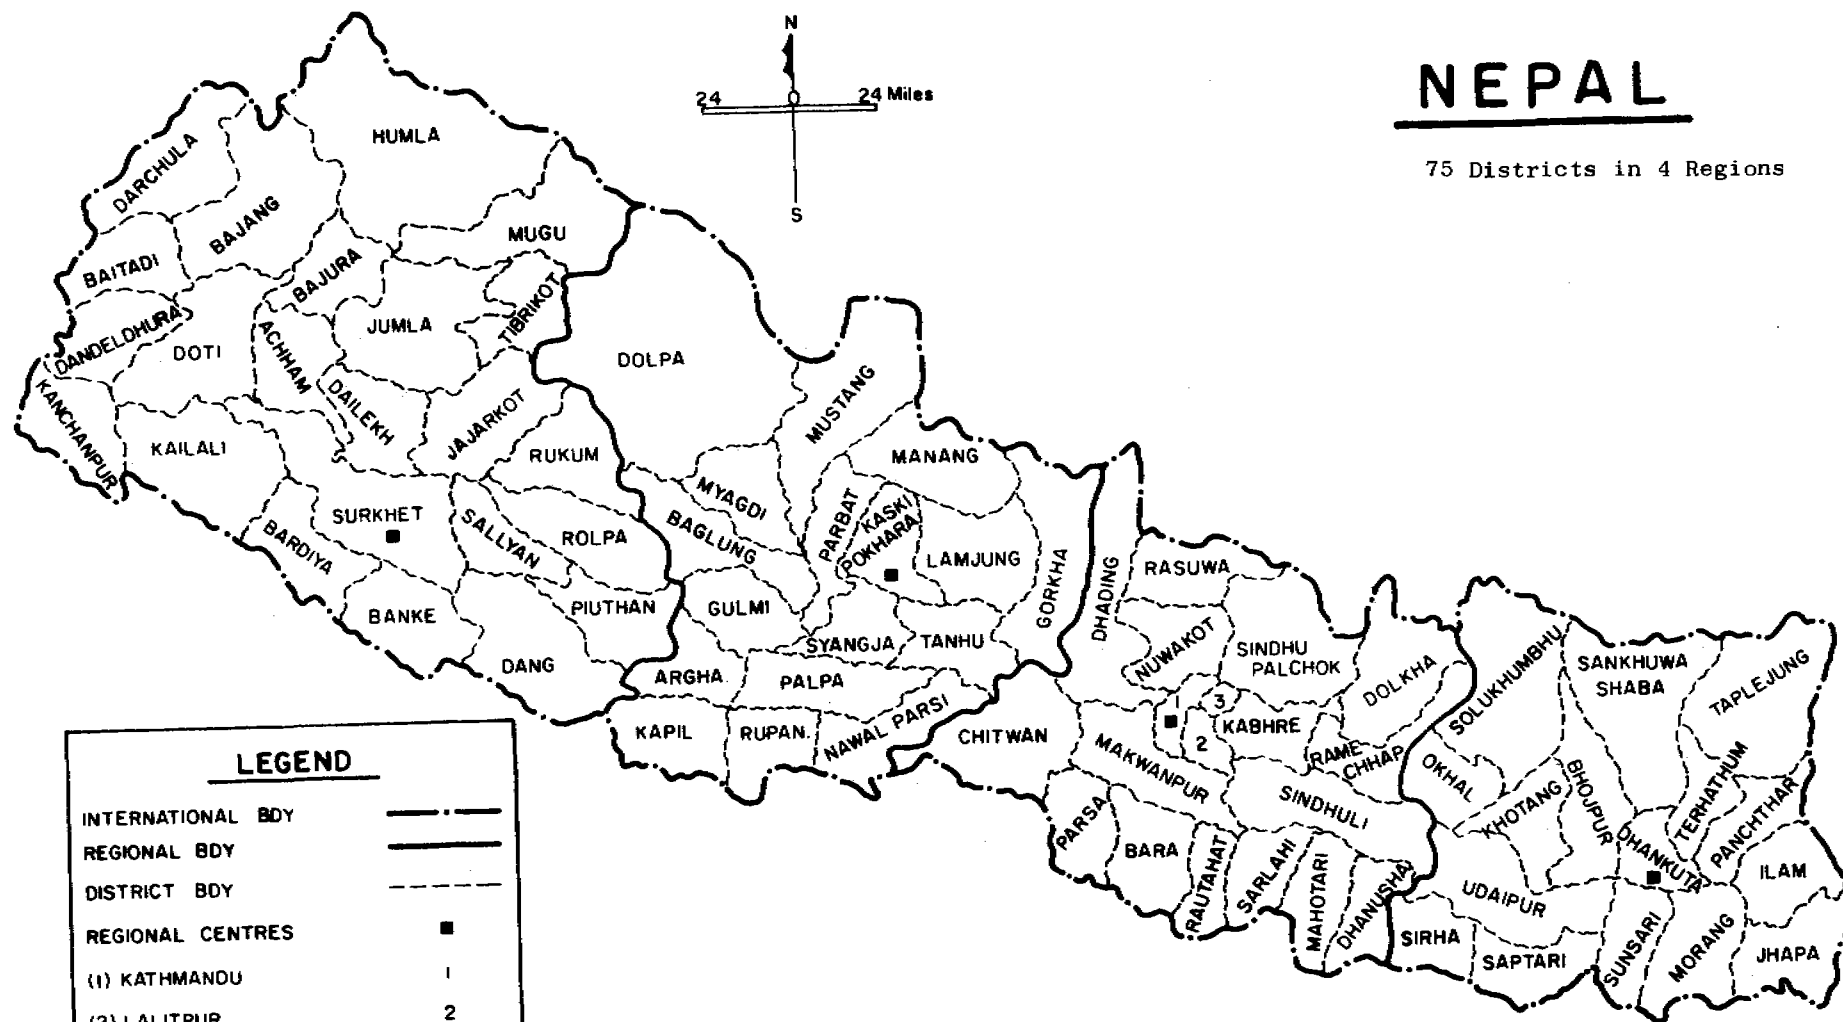 N
24 0 24 Miles
S
NEPAL
75 Districts in 4 Regions
HUMLA
DARCHULA
BAJANG
MUGU
BAITADI
BAJURA
TIBRIKOT
JUMLA
DANDELDHURA
DOTI
ACHHAM
DOLPA
KANCHANPUR
DAILEKH
JAJARKOT
MUSTANG
KAILALI
RUKUM
MANANG
MYAGDI
PARBAT
KASKI
POKHARA
SURKHET
SALLYAN
ROLPA
BAGLUNG
LAMJUNG
GORKHA
DHADING
RASUWA
BARDIYA
BANKE
PIUTHAN
GULMI
SYANGJA
TANHU
NUWAKOT
SINDHU
PALCHOK
DOLKHA
SOLUKHUMBHU
SANKHUWA
SHABA
TAPLEJUNG
DANG
ARGHA
PALPA
KAPIL
RUPAN.
NAWAL PARSI
CHITWAN
MAKWANPUR
1
3
2
KABHRE
RAME
CHHAP
OKHAL
SINDHULI
KHOTANG
BHOJPUR
TERHATHUM
PANCHTHAR
DHANKUTA
PARSA
BARA
RAUTAHAT
SARLAHI
MAHOTARI
DHANUSHA
UDAIPUR
ILAM
SIRHA
SAPTARI
SUNSARI
MORANG
JHAPA
LEGEND
INTERNATIONAL BDY
REGIONAL BDY
DISTRICT BDY
REGIONAL CENTRES
(1) KATHMANDU 1
(2) LALITPUR 2